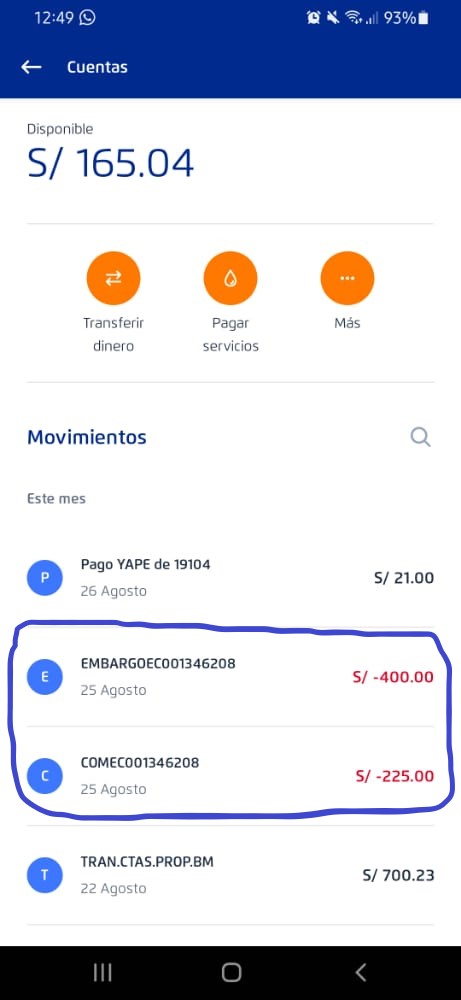 12:49 93%
Cuentas
Disponible
S/ 165.04
Transferir dinero
Pagar servicios
Más
Movimientos
Este mes
P Pago YAPE de 19104 S/ 21.00
26 Agosto
E EMBARGOEC001346208 S/ -400.00
25 Agosto
C COMEC001346208 S/ -225.00
25 Agosto
T TRAN.CTAS.PROP.BM S/ 700.23
22 Agosto